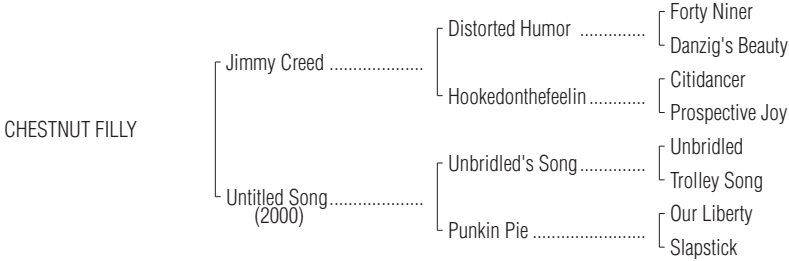 Forty Niner
Distorted Humor ..............
Danzig's Beauty
Jimmy Creed ....................
Citidancer
Hookedonthefeelin............
Prospective Joy
CHESTNUT FILLY
Unbridled
Unbridled's Song..............
Trolley Song
Untitled Song....................
(2000)
Our Liberty
Punkin Pie ........................
Slapstick